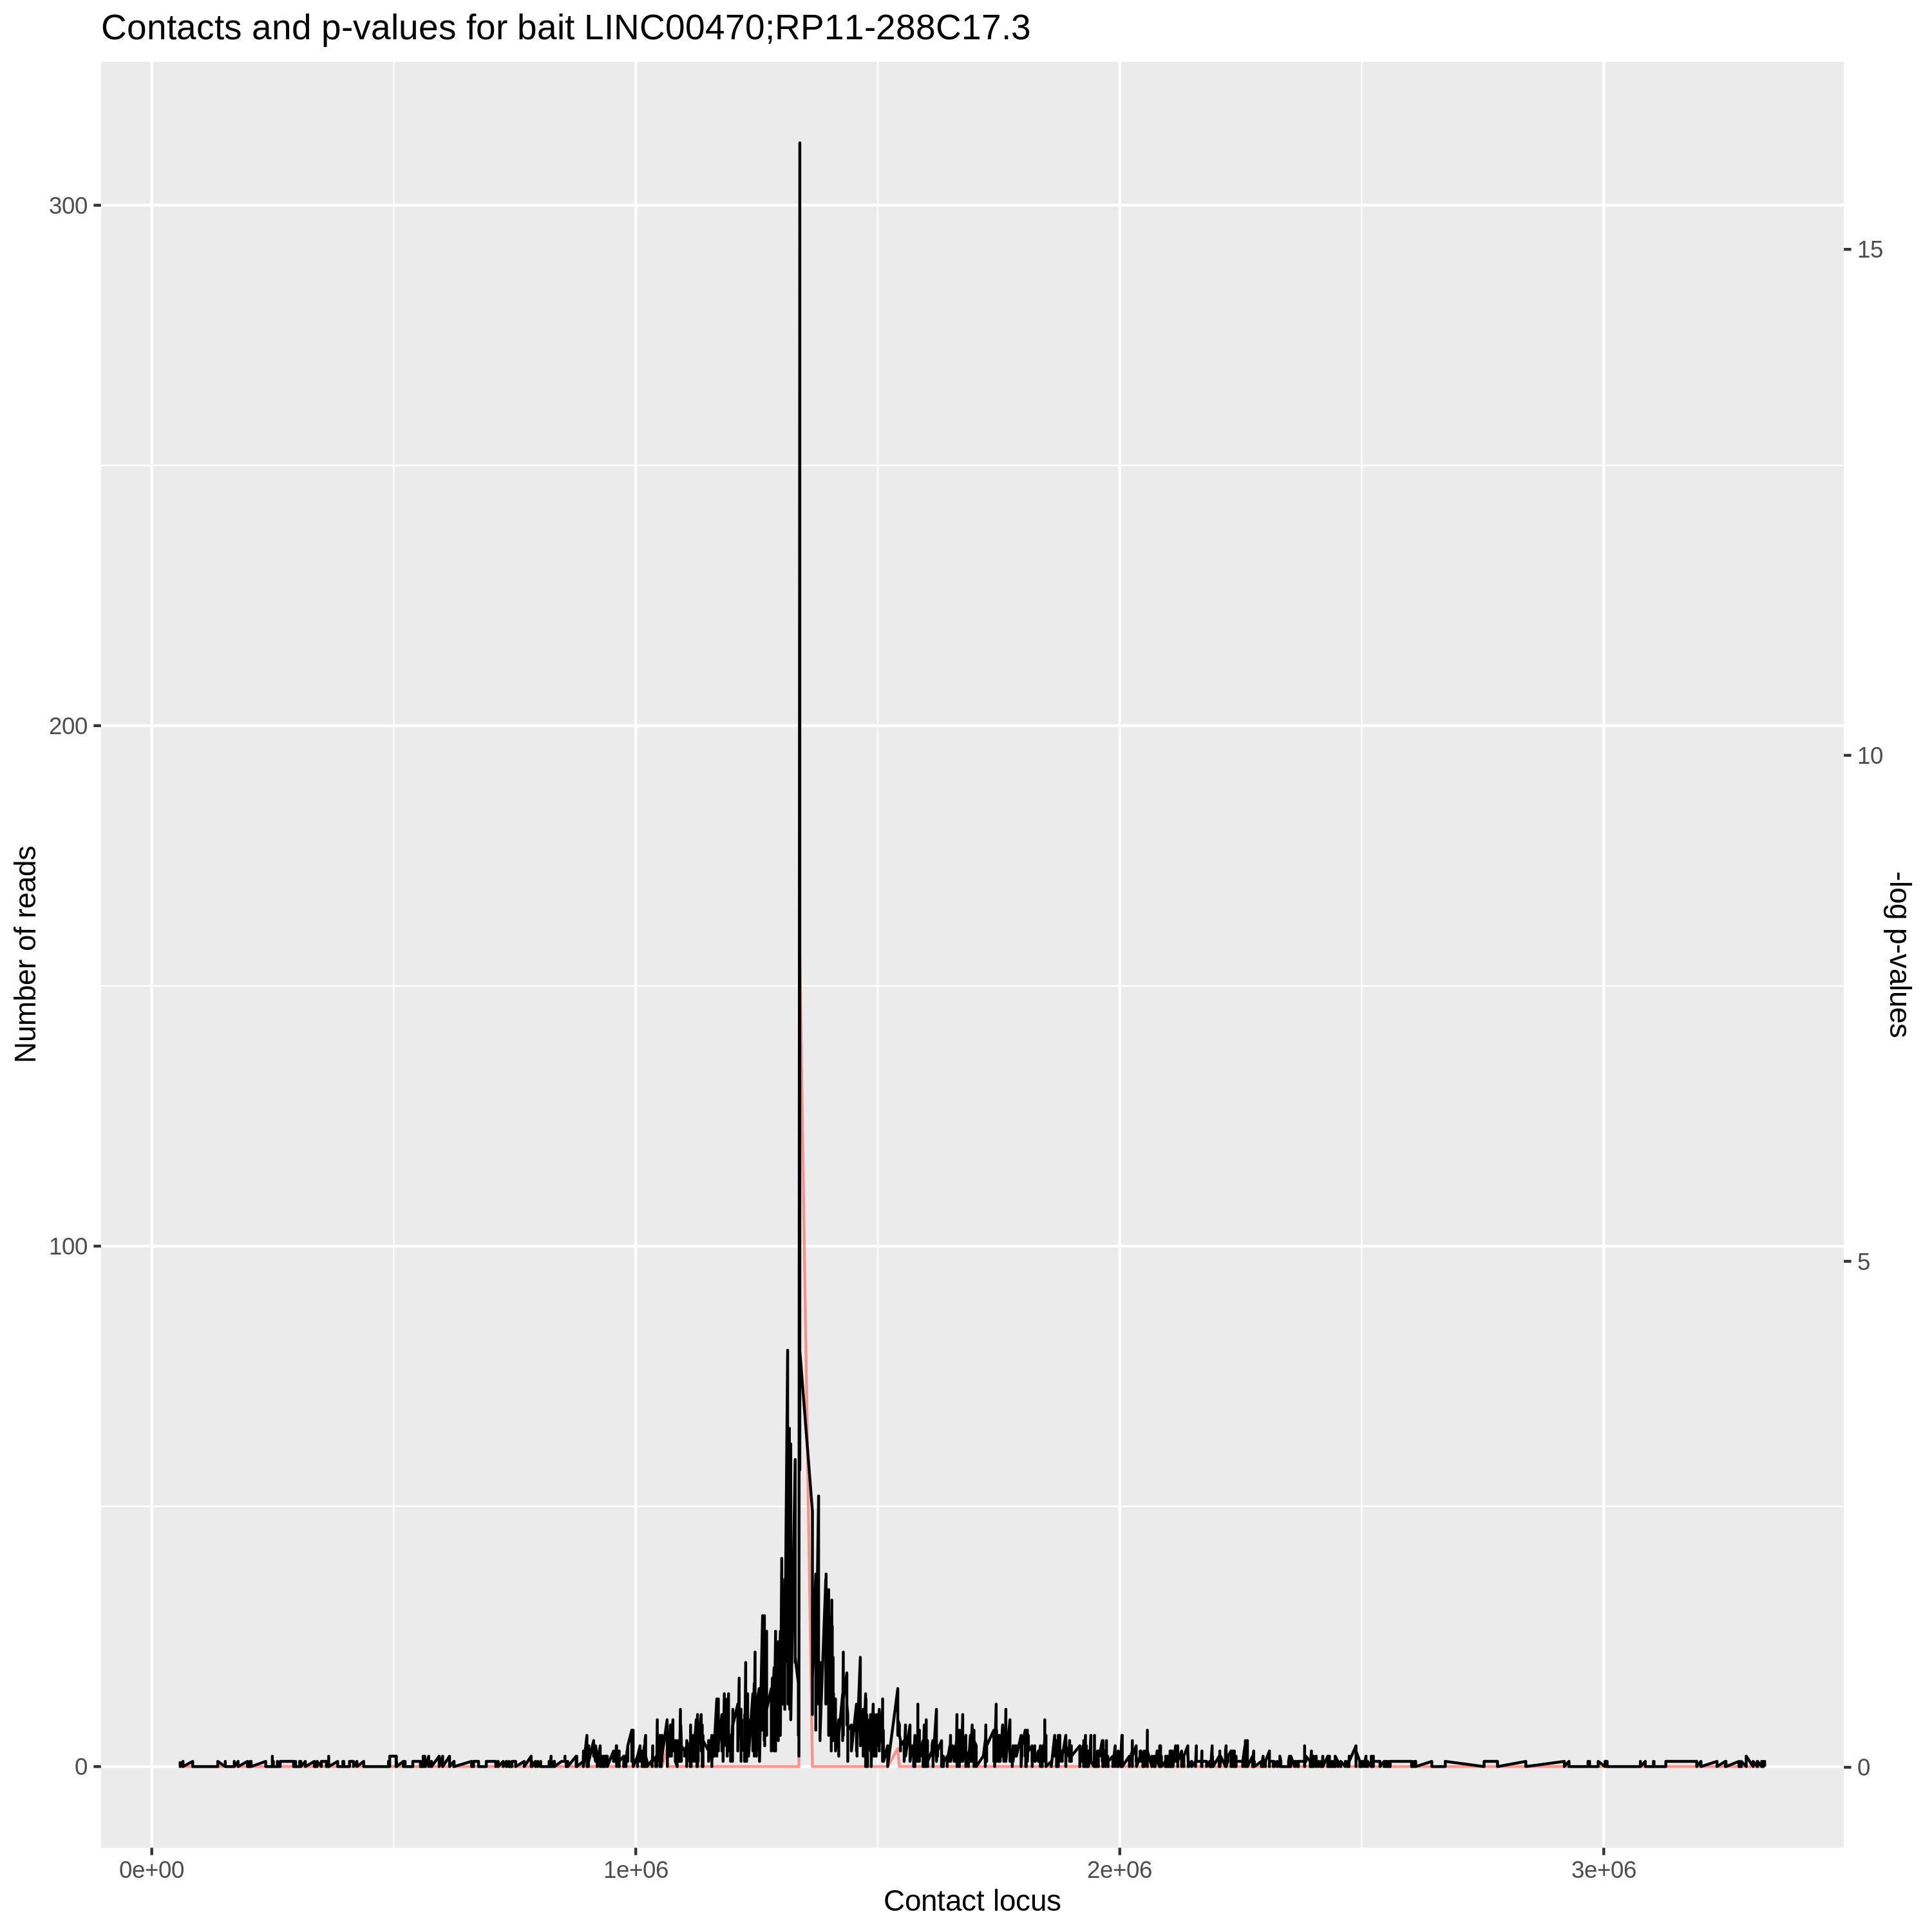 Contacts and p-values for bait LINC00470;RP11-288C17.3
300
200
100
0
Number of reads
15
10
5
0
-log p-values
0e+00
1e+06
2e+06
3e+06
Contact locus